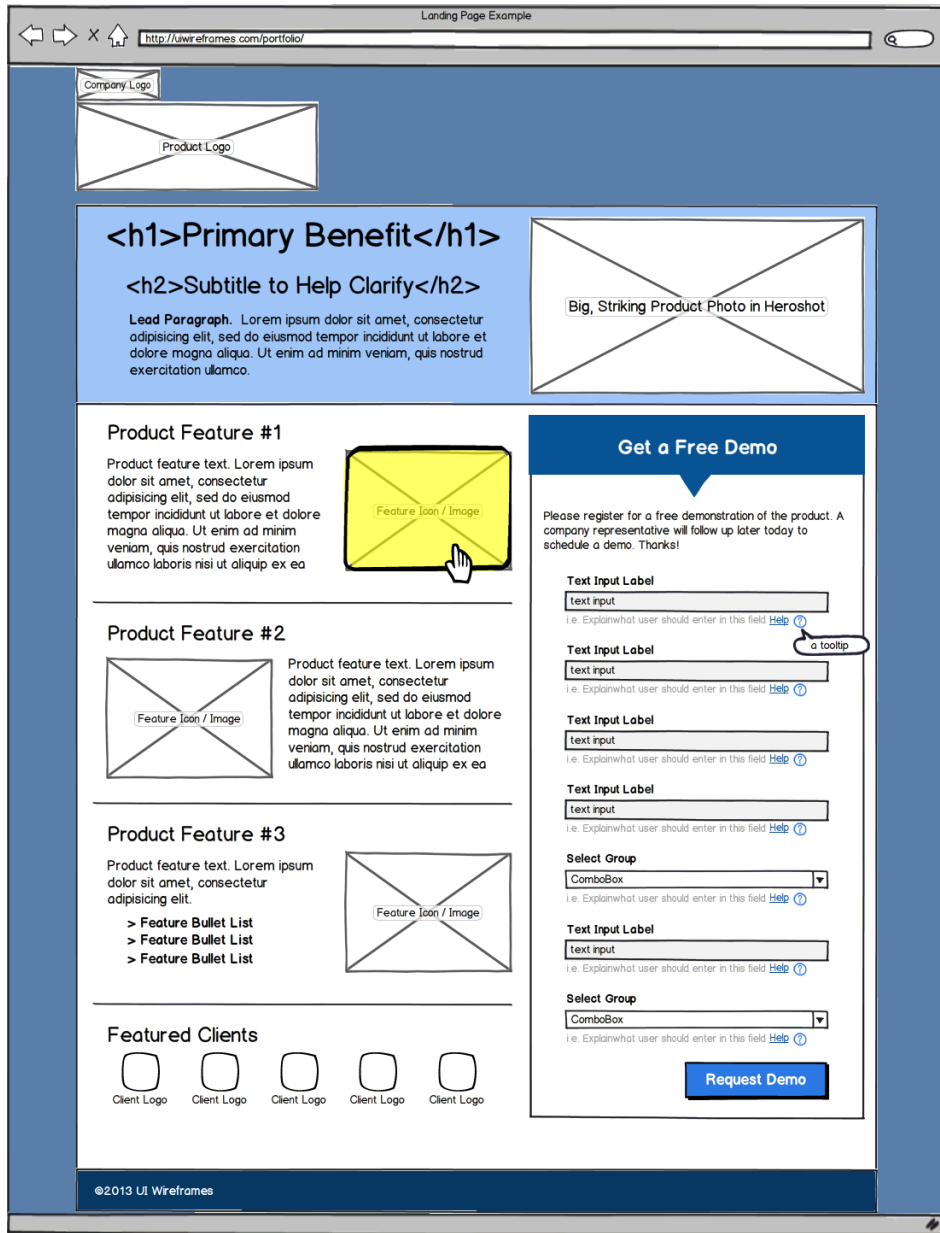 Landing Page Example
http://uiwireframes.com/portfolio/
Company Logo
Product Logo
<h1>Primary Benefit</h1>
<h2>Subtitle to Help Clarify</h2>
Lead Paragraph. Lorem ipsum dolor sit amet, consectetur
adipisicing elit, sed do eiusmod tempor incididunt ut labore et
dolore magna aliqua. Ut enim ad minim veniam, quis nostrud
exercitation ullamco.
Big, Striking Product Photo in Heroshot
Product Feature #1
Product feature text. Lorem ipsum
dolor sit amet, consectetur
adipisicing elit, sed do eiusmod
tempor incididunt ut labore et dolore
magna aliqua. Ut enim ad minim
veniam, quis nostrud exercitation
ullamco laboris nisi ut aliquip ex ea
Feature Icon / Image
Product Feature #2
Feature Icon / Image
Product feature text. Lorem ipsum
dolor sit amet, consectetur
adipisicing elit, sed do eiusmod
tempor incididunt ut labore et dolore
magna aliqua. Ut enim ad minim
veniam, quis nostrud exercitation
ullamco laboris nisi ut aliquip ex ea
Product Feature #3
Product feature text. Lorem ipsum
dolor sit amet, consectetur
adipisicing elit.
> Feature Bullet List
> Feature Bullet List
> Feature Bullet List
Feature Icon / Image
Featured Clients
Client Logo
Client Logo
Client Logo
Client Logo
Client Logo
Get a Free Demo
Please register for a free demonstration of the product. A
company representative will follow up later today to
schedule a demo. Thanks!
Text Input Label
text input
i.e. Explainwhat user should enter in this field Help ?
a tooltip
Text Input Label
text input
i.e. Explainwhat user should enter in this field Help ?
Text Input Label
text input
i.e. Explainwhat user should enter in this field Help ?
Text Input Label
text input
i.e. Explainwhat user should enter in this field Help ?
Select Group
ComboBox
i.e. Explainwhat user should enter in this field Help ?
Text Input Label
text input
i.e. Explainwhat user should enter in this field Help ?
Select Group
ComboBox
i.e. Explainwhat user should enter in this field Help ?
Request Demo
©2013 UI Wireframes